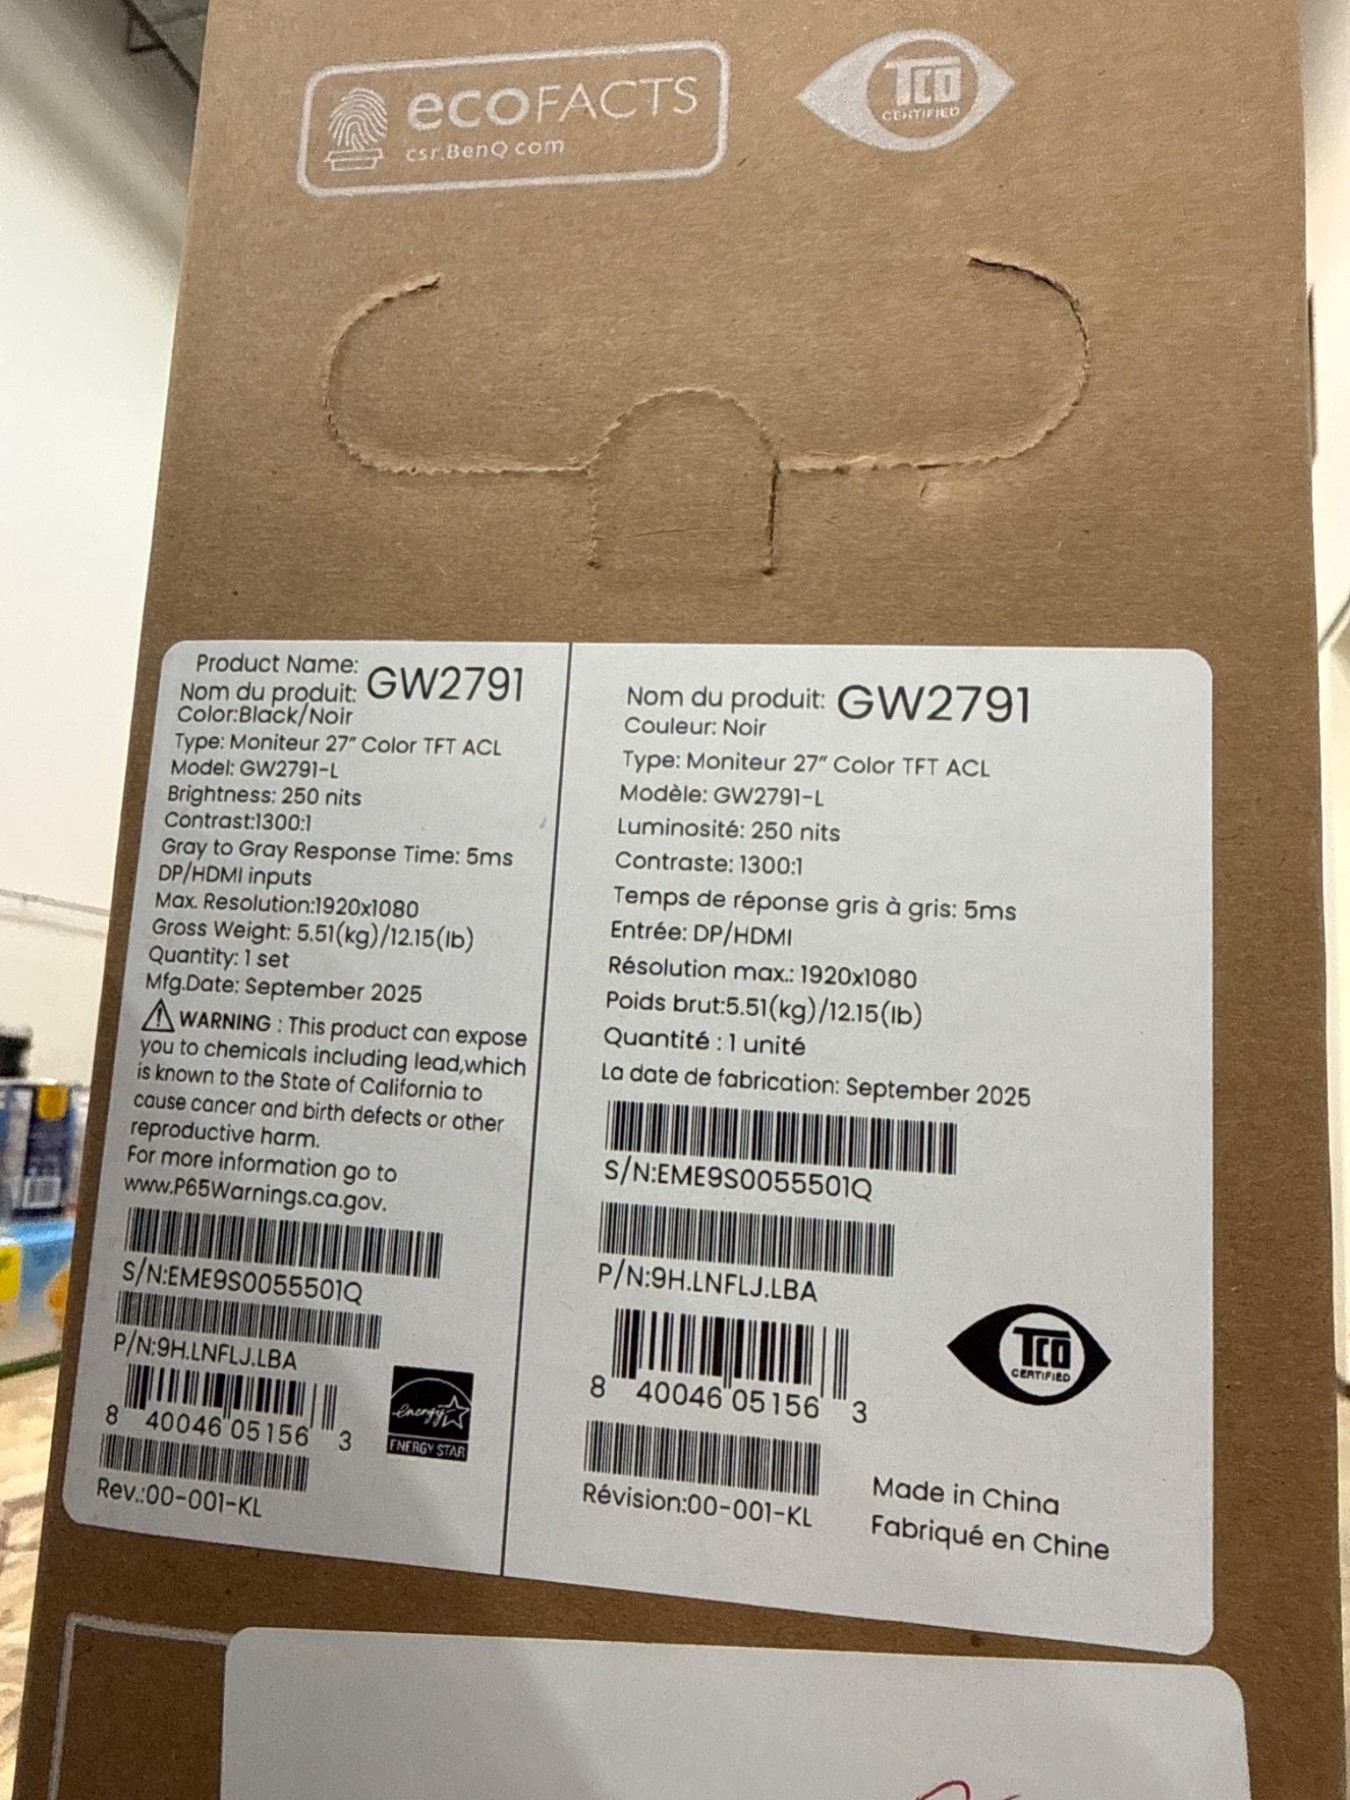 ecoFACTS
csr.BenQ.com
TCO
CERTIFIED
Product Name:
Nom du produit: GW2791
Color:Black/Noir
Type: Moniteur 27" Color TFT ACL
Model: GW2791-L
Brightness: 250 nits
Contrast:1300:1
Gray to Gray Response Time: 5ms
DP/HDMI inputs
Max. Resolution:1920x1080
Gross Weight: 5.51(kg)/12.15(lb)
Quantity: 1 set
Mfg.Date: September 2025
WARNING : This product can expose
you to chemicals including lead,which
is known to the State of California to
cause cancer and birth defects or other
reproductive harm.
For more information go to
www.P65Warnings.ca.gov.
S/N:EME9S0055501Q
P/N:9H.LNFLJ.LBA
8 40046 05156 3
energy
ENERGY STAR
Rev.:00-001-KL
Nom du produit: GW2791
Couleur: Noir
Type: Moniteur 27" Color TFT ACL
Modèle: GW2791-L
Luminosité: 250 nits
Contraste: 1300:1
Temps de réponse gris à gris: 5ms
Entrée: DP/HDMI
Résolution max.: 1920x1080
Poids brut:5.51(kg)/12.15(lb)
Quantité : 1 unité
La date de fabrication: September 2025
S/N:EME9S0055501Q
P/N:9H.LNFLJ.LBA
8 40046 05156 3
TCO
CERTIFIED
Révision:00-001-KL
Made in China
Fabriqué en Chine